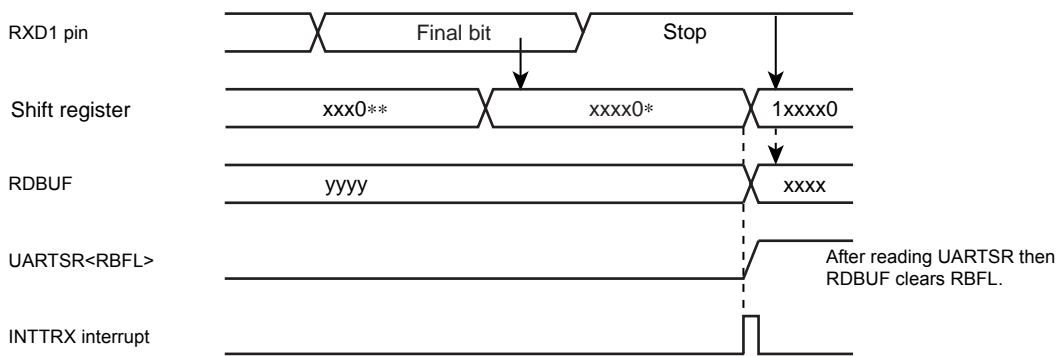 RXD1 pin
Final bit
Stop
Shift register
xxx0∗∗
xxxx0∗
1xxxx0
RDBUF
yyyy
xxxx
UARTSR<RBFL>
After reading UARTSR then
RDBUF clears RBFL.
INTTRX interrupt